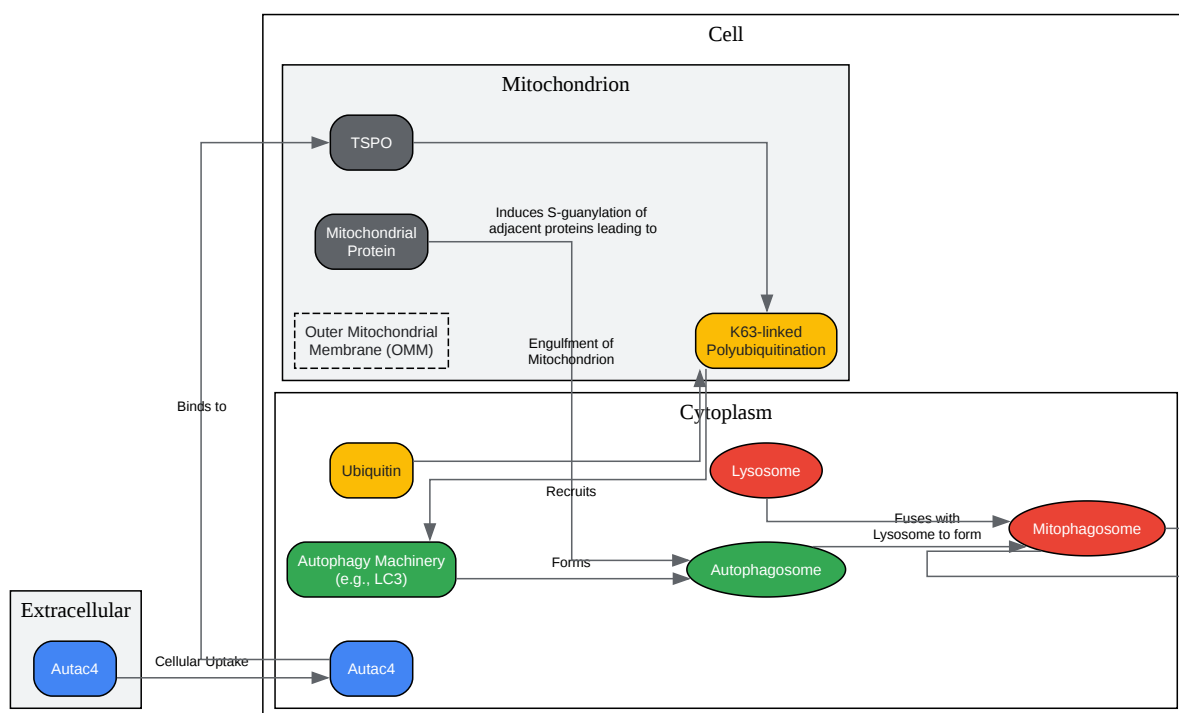 Cell
Mitochondrion
TSPO
Mitochondrial
Protein
Induces S-guanylation of
adjacent proteins leading to
Outer Mitochondrial
Membrane (OMM)
Engulfment of
Mitochondrion
K63-linked
Polyubiquitination
Binds to
Cytoplasm
Ubiquitin
Lysosome
Recruits
Fuses with
Lysosome to form
Mitophagosome
Autophagy Machinery
(e.g., LC3)
Forms
Autophagosome
Extracellular
Autac4
Cellular Uptake
Autac4